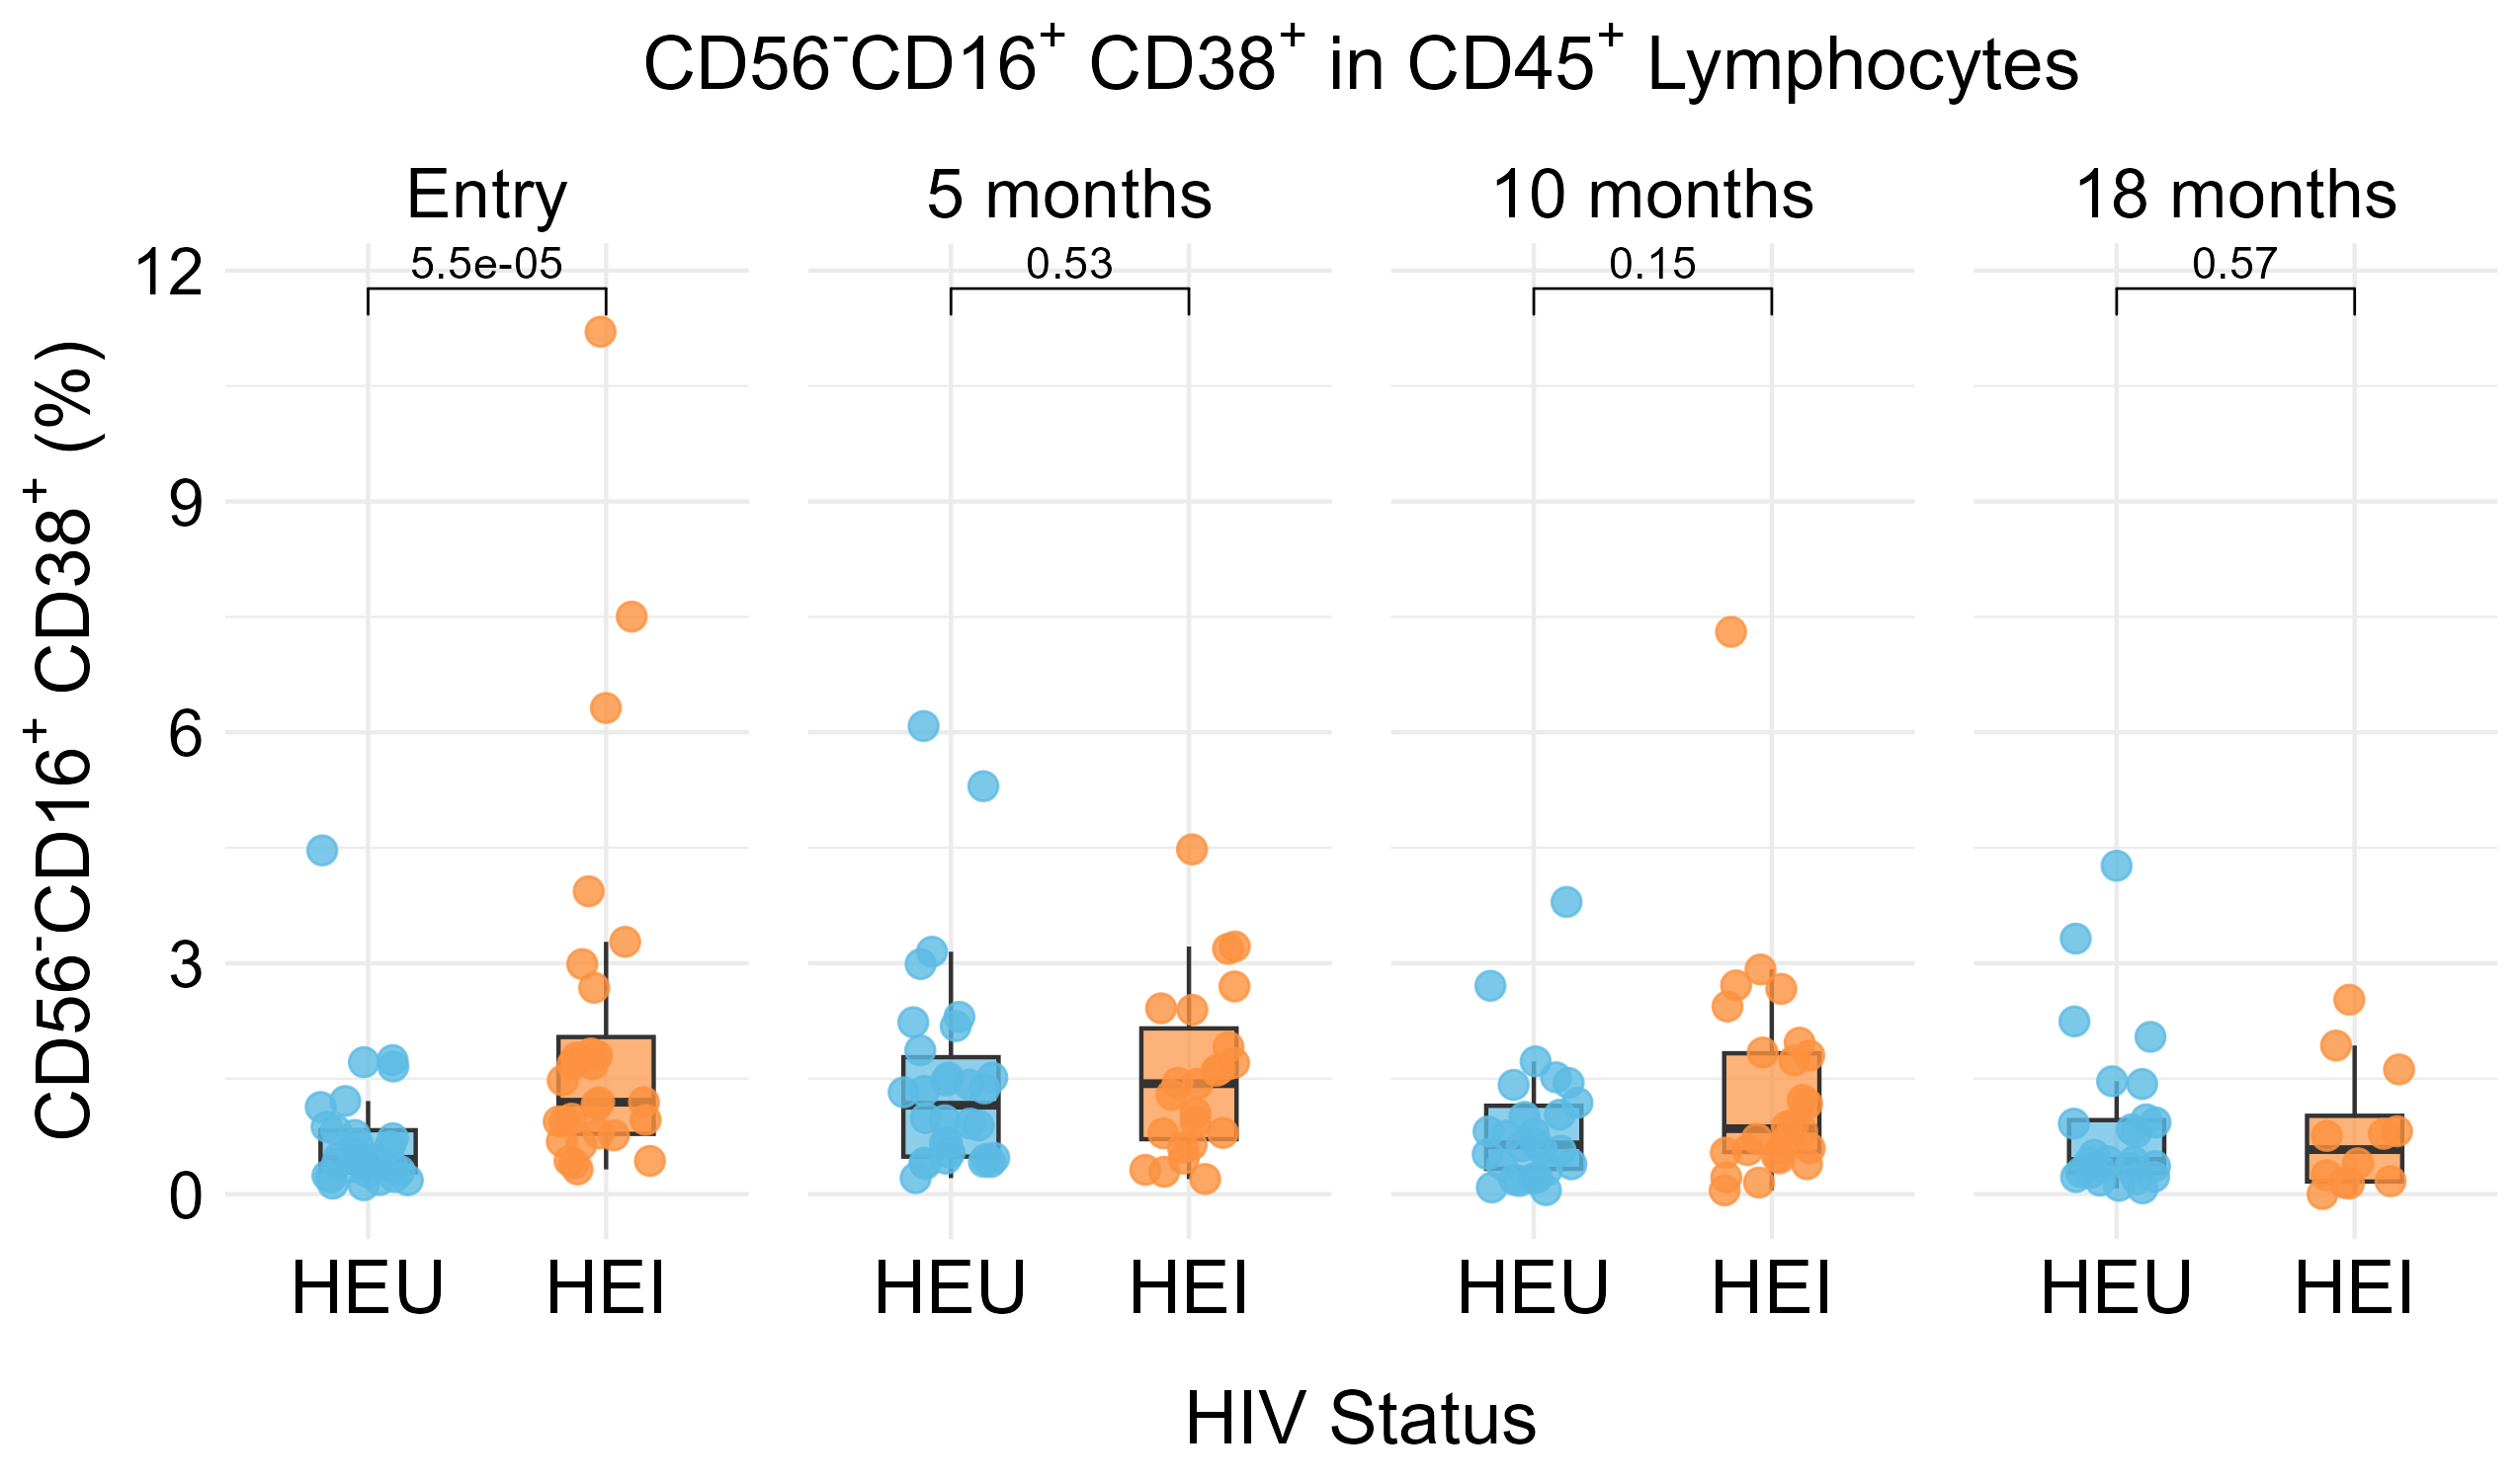 CD56⁻CD16⁺ CD38⁺ in CD45⁺ Lymphocytes
Entry
5 months
10 months
18 months
5.5e-05
0.53
0.15
0.57
CD56⁻CD16⁺ CD38⁺ (%)
12
9
6
3
0
HEU
HEI
HEU
HEI
HEU
HEI
HEU
HEI
HIV Status